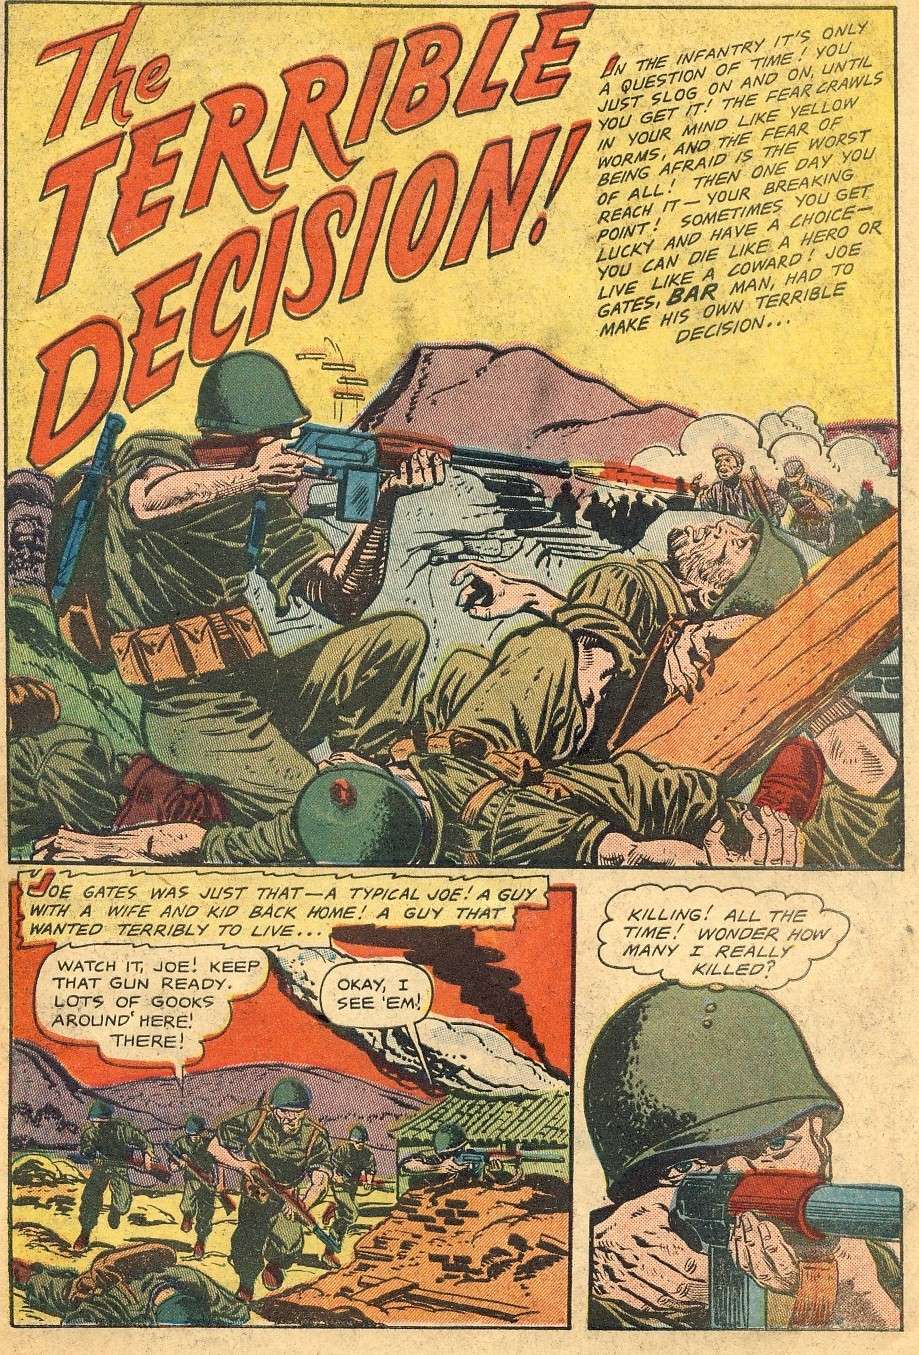 The
TERRIBLE
DECISION!
IN THE INFANTRY IT'S ONLY
A QUESTION OF TIME! YOU
JUST SLOG ON AND ON, UNTIL
YOU GET IT! THE FEAR CRAWLS
IN YOUR MIND LIKE YELLOW
WORMS, AND THE FEAR OF
BEING AFRAID IS THE WORST
OF ALL! THEN ONE DAY YOU
REACH IT—YOUR BREAKING
POINT! SOMETIMES YOU GET
LUCKY AND HAVE A CHOICE—
YOU CAN DIE LIKE A HERO OR
LIVE LIKE A COWARD! JOE
GATES, BAR MAN, HAD TO
MAKE HIS OWN TERRIBLE
DECISION...
JOE GATES WAS JUST THAT—A TYPICAL JOE! A GUY
WITH A WIFE AND KID BACK HOME! A GUY THAT
WANTED TERRIBLY TO LIVE...
WATCH IT, JOE! KEEP
THAT GUN READY.
LOTS OF GOOKS
AROUND HERE!
THERE!
OKAY, I
SEE 'EM!
KILLING! ALL THE
TIME! WONDER HOW
MANY I REALLY
KILLED?